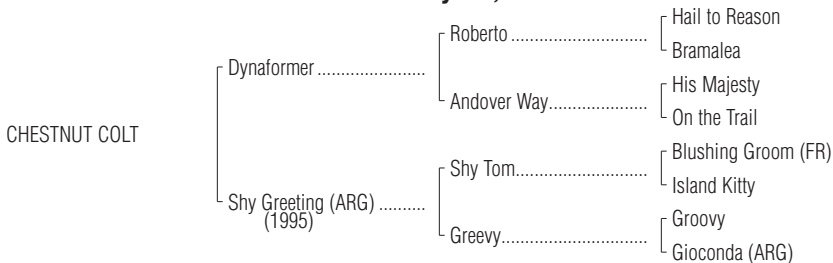 Hail to Reason
Roberto ............................
Bramalea
Dynaformer .......................
His Majesty
Andover Way.....................
On the Trail
CHESTNUT COLT
Blushing Groom (FR)
Shy Tom............................
Island Kitty
Shy Greeting (ARG) ..........
(1995)
Groovy
Greevy...............................
Gioconda (ARG)